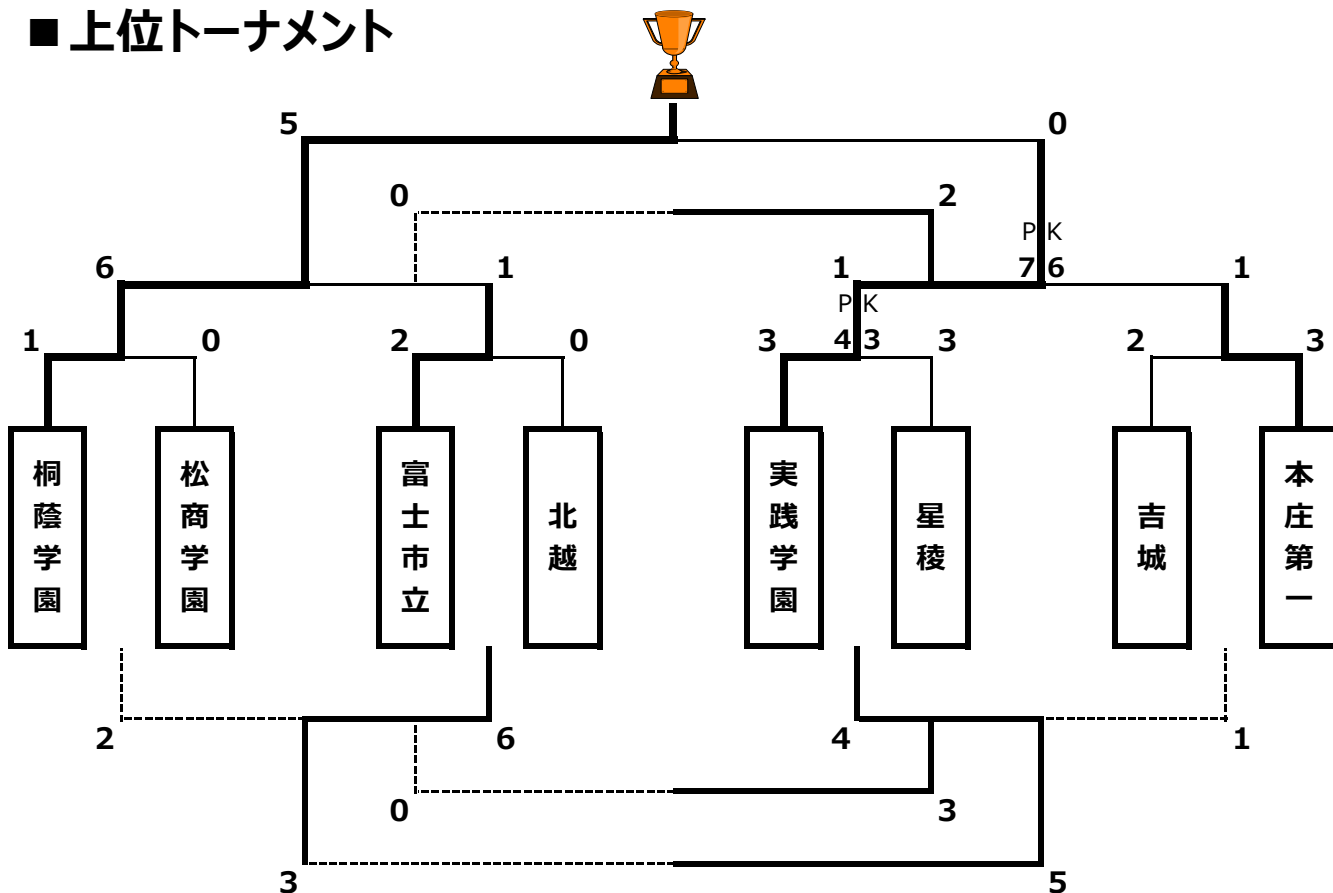 ■ 上位トーナメント
5 0
0 2
PK
6 1 1 7 6 1
PK
1 0 2 0 3 4 3 3 2 3
桐蔭学園
松商学園
富士市立
北越
実践学園
星稜
吉城
本庄第一
2 6 4 1
0 3
3 5